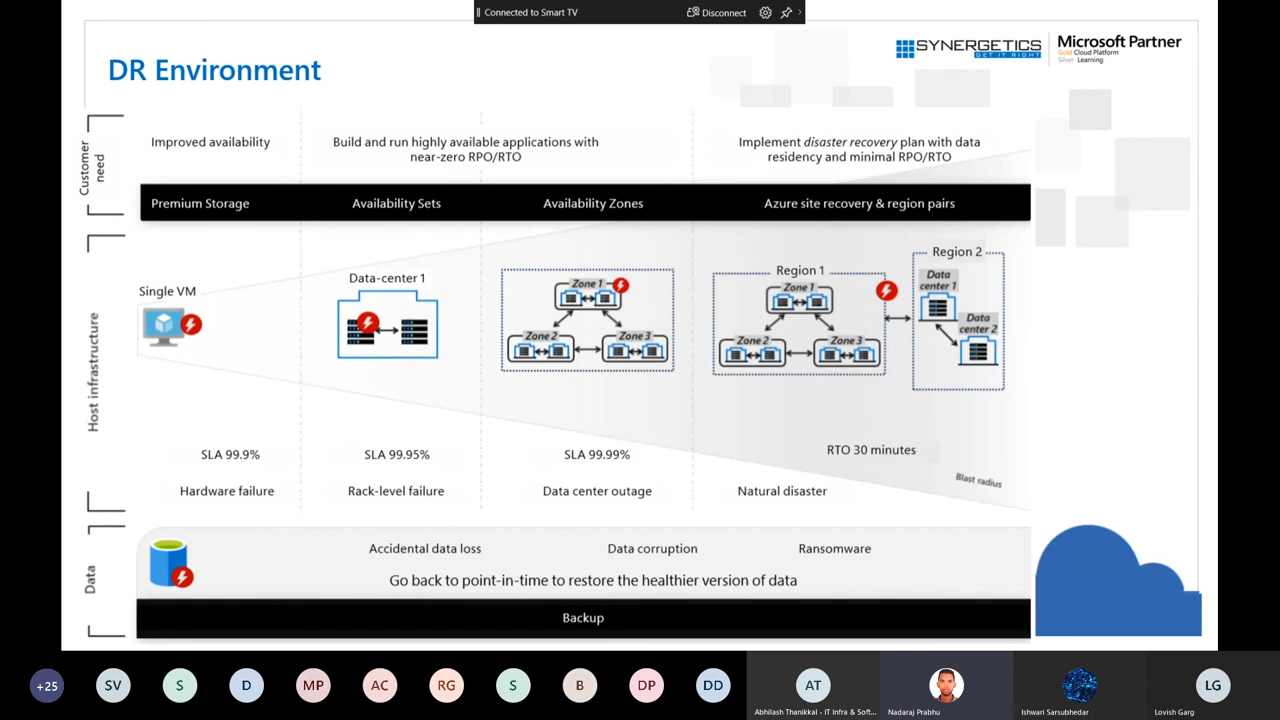 Connected to Smart TV
Disconnect
DR Environment
SYNERGETICS
GET IT RIGHT
Microsoft Partner
Gold Cloud Platform
Silver Learning
Customer
need
Improved availability
Build and run highly available applications with
near-zero RPO/RTO
Implement disaster recovery plan with data
residency and minimal RPO/RTO
Premium Storage
Availability Sets
Availability Zones
Azure site recovery & region pairs
Host infrastructure
Single VM
Data-center 1
Zone 1
Zone 2
Zone 3
Region 1
Zone 1
Zone 2
Zone 3
Region 2
Data
center 1
Data
center 2
SLA 99.9%
SLA 99.95%
SLA 99.99%
RTO 30 minutes
Hardware failure
Rack-level failure
Data center outage
Natural disaster
Blast radius
Data
Accidental data loss
Data corruption
Ransomware
Go back to point-in-time to restore the healthier version of data
Backup
+25
SV
S
D
MP
AC
RG
S
B
DP
DD
AT
LG
Abhilash Thanikkal - IT Infra & Soft...
Nadaraj Prabhu
Ishwari Sarsubhedar
Lovish Garg